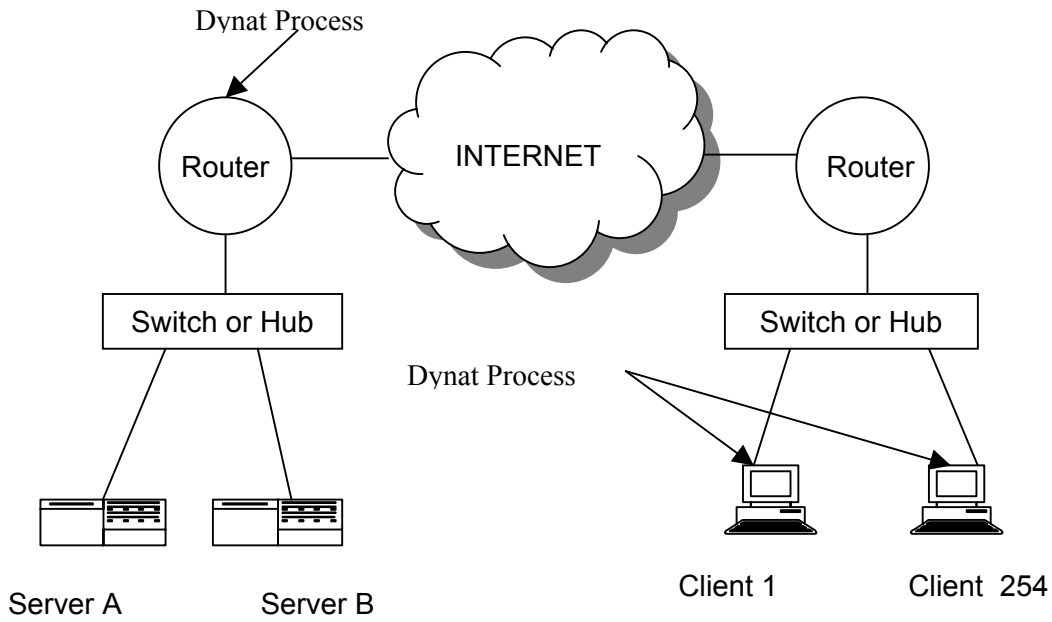 Dynat Process
Router
INTERNET
Router
Switch or Hub
Switch or Hub
Dynat Process
Client 1
Client 254
Server A
Server B